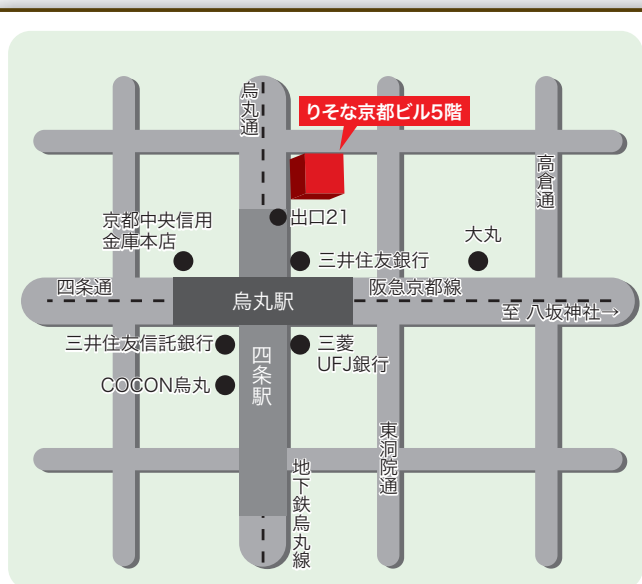 烏丸通
りそな京都ビル5階
高倉通
京都中央信用
金庫本店
出口21
三井住友銀行
大丸
四条通
烏丸駅
阪急京都線
至 八坂神社→
三井住友信託銀行
四条駅
三菱
UFJ銀行
COCON烏丸
東洞院通
地下鉄烏丸線